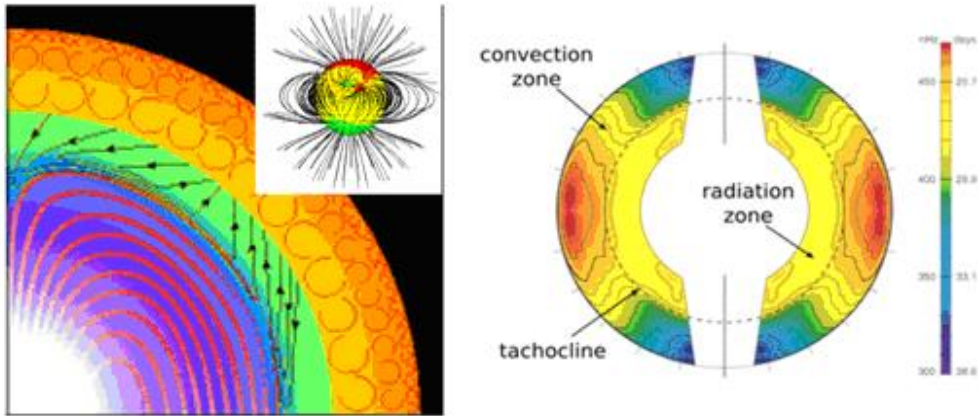 convection
zone
radiation
zone
tachocline
nHz
days
450
25.7
400
28.9
350
33.1
300
38.6